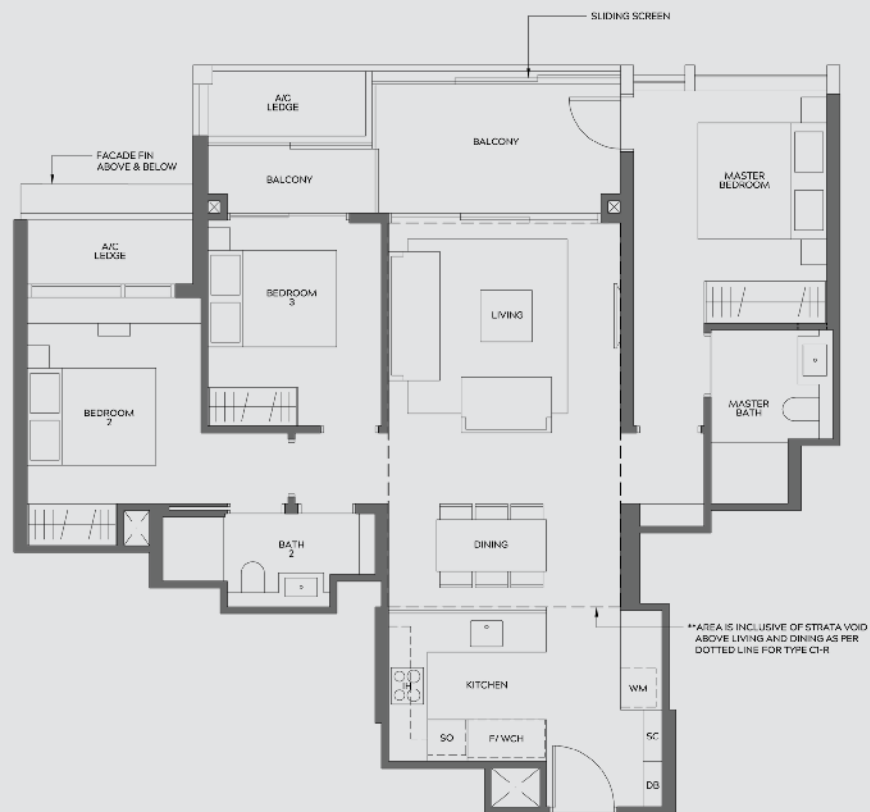 SLIDING SCREEN
A/C
LEDGE
BALCONY
FACADE FIN
ABOVE & BELOW
BALCONY
MASTER
BEDROOM
A/C
LEDGE
BEDROOM
3
LIVING
BEDROOM
2
MASTER
BATH
DINING
BATH
2
**AREA IS INCLUSIVE OF STRATA VOID
ABOVE LIVING AND DINING AS PER
DOTTED LINE FOR TYPE C1-R
KITCHEN
IH
WM
SO
F/ WCH
SC
DB